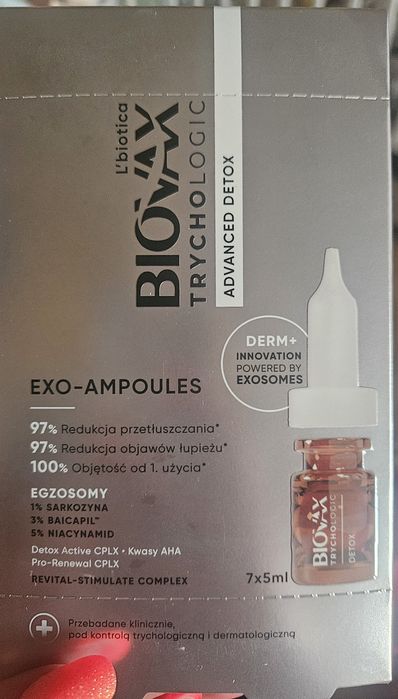 L'biotica
BIOVAX
TRYCHOLOGIC
ADVANCED DETOX
DERM+
INNOVATION
POWERED BY
EXOSOMES
EXO-AMPOULES
97% Redukcja przetłuszczania*
97% Redukcja objawów łupieżu*
100% Objętość od 1. użycia*
EGZOSOMY
1% SARKOZYNA
3% BAICAPIL™
5% NIACYNAMID
Detox Active CPLX • Kwasy AHA
Pro-Renewal CPLX
REVITAL-STIMULATE COMPLEX
7x5ml
BIOVAX
TRYCHOLOGIC
DETOX
Przebadane klinicznie,
pod kontrolą trychologiczną i dermatologiczną